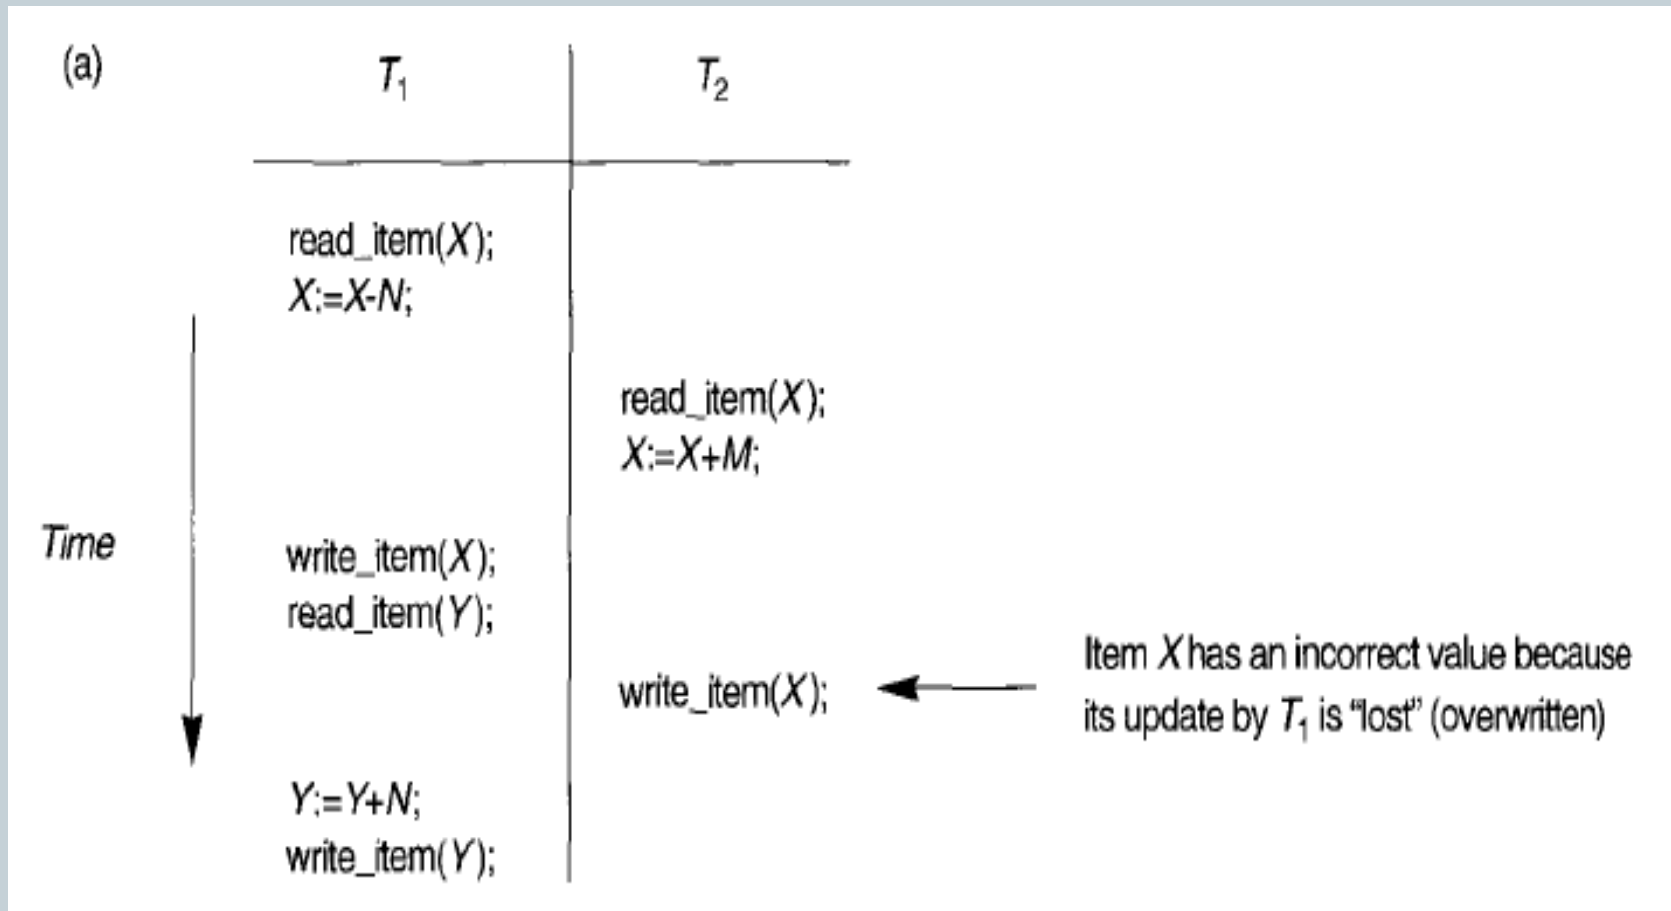 (a)
T₁ T₂
read_item(X);
X:=X-N;
read_item(X);
X:=X+M;
Time
write_item(X);
read_item(Y);
Item X has an incorrect value because
write_item(X);
its update by T₁ is “lost” (overwritten)
Y:=Y+N;
write_item(Y);